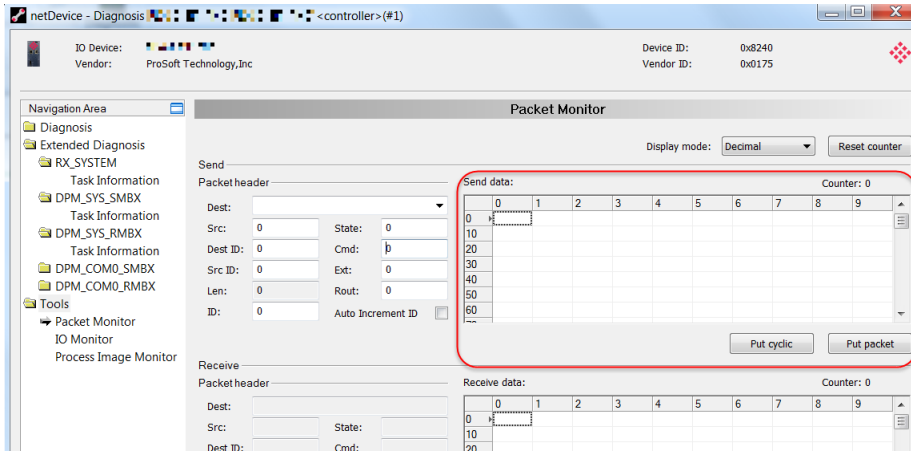 netDevice - Diagnosis <controller>(#1)
IO Device:
Vendor: ProSoft Technology,Inc
Device ID: 0x8240
Vendor ID: 0x0175
Navigation Area
Diagnosis
Extended Diagnosis
RX_SYSTEM
Task Information
DPM_SYS_SMBX
Task Information
DPM_SYS_RMBX
Task Information
DPM_COM0_SMBX
DPM_COM0_RMBX
Tools
Packet Monitor
IO Monitor
Process Image Monitor
Packet Monitor
Display mode: Decimal Reset counter
Send
Packet header
Dest:
Src: 0 State: 0
Dest ID: 0 Cmd: 0
Src ID: 0 Ext: 0
Len: 0 Rout: 0
ID: 0 Auto Increment ID
Send data: Counter: 0
0 1 2 3 4 5 6 7 8 9
0
10
20
30
40
50
60
Put cyclic Put packet
Receive
Packet header
Dest:
Src: State:
Dest ID: Cmd:
Receive data: Counter: 0
0 1 2 3 4 5 6 7 8 9
0
10
20